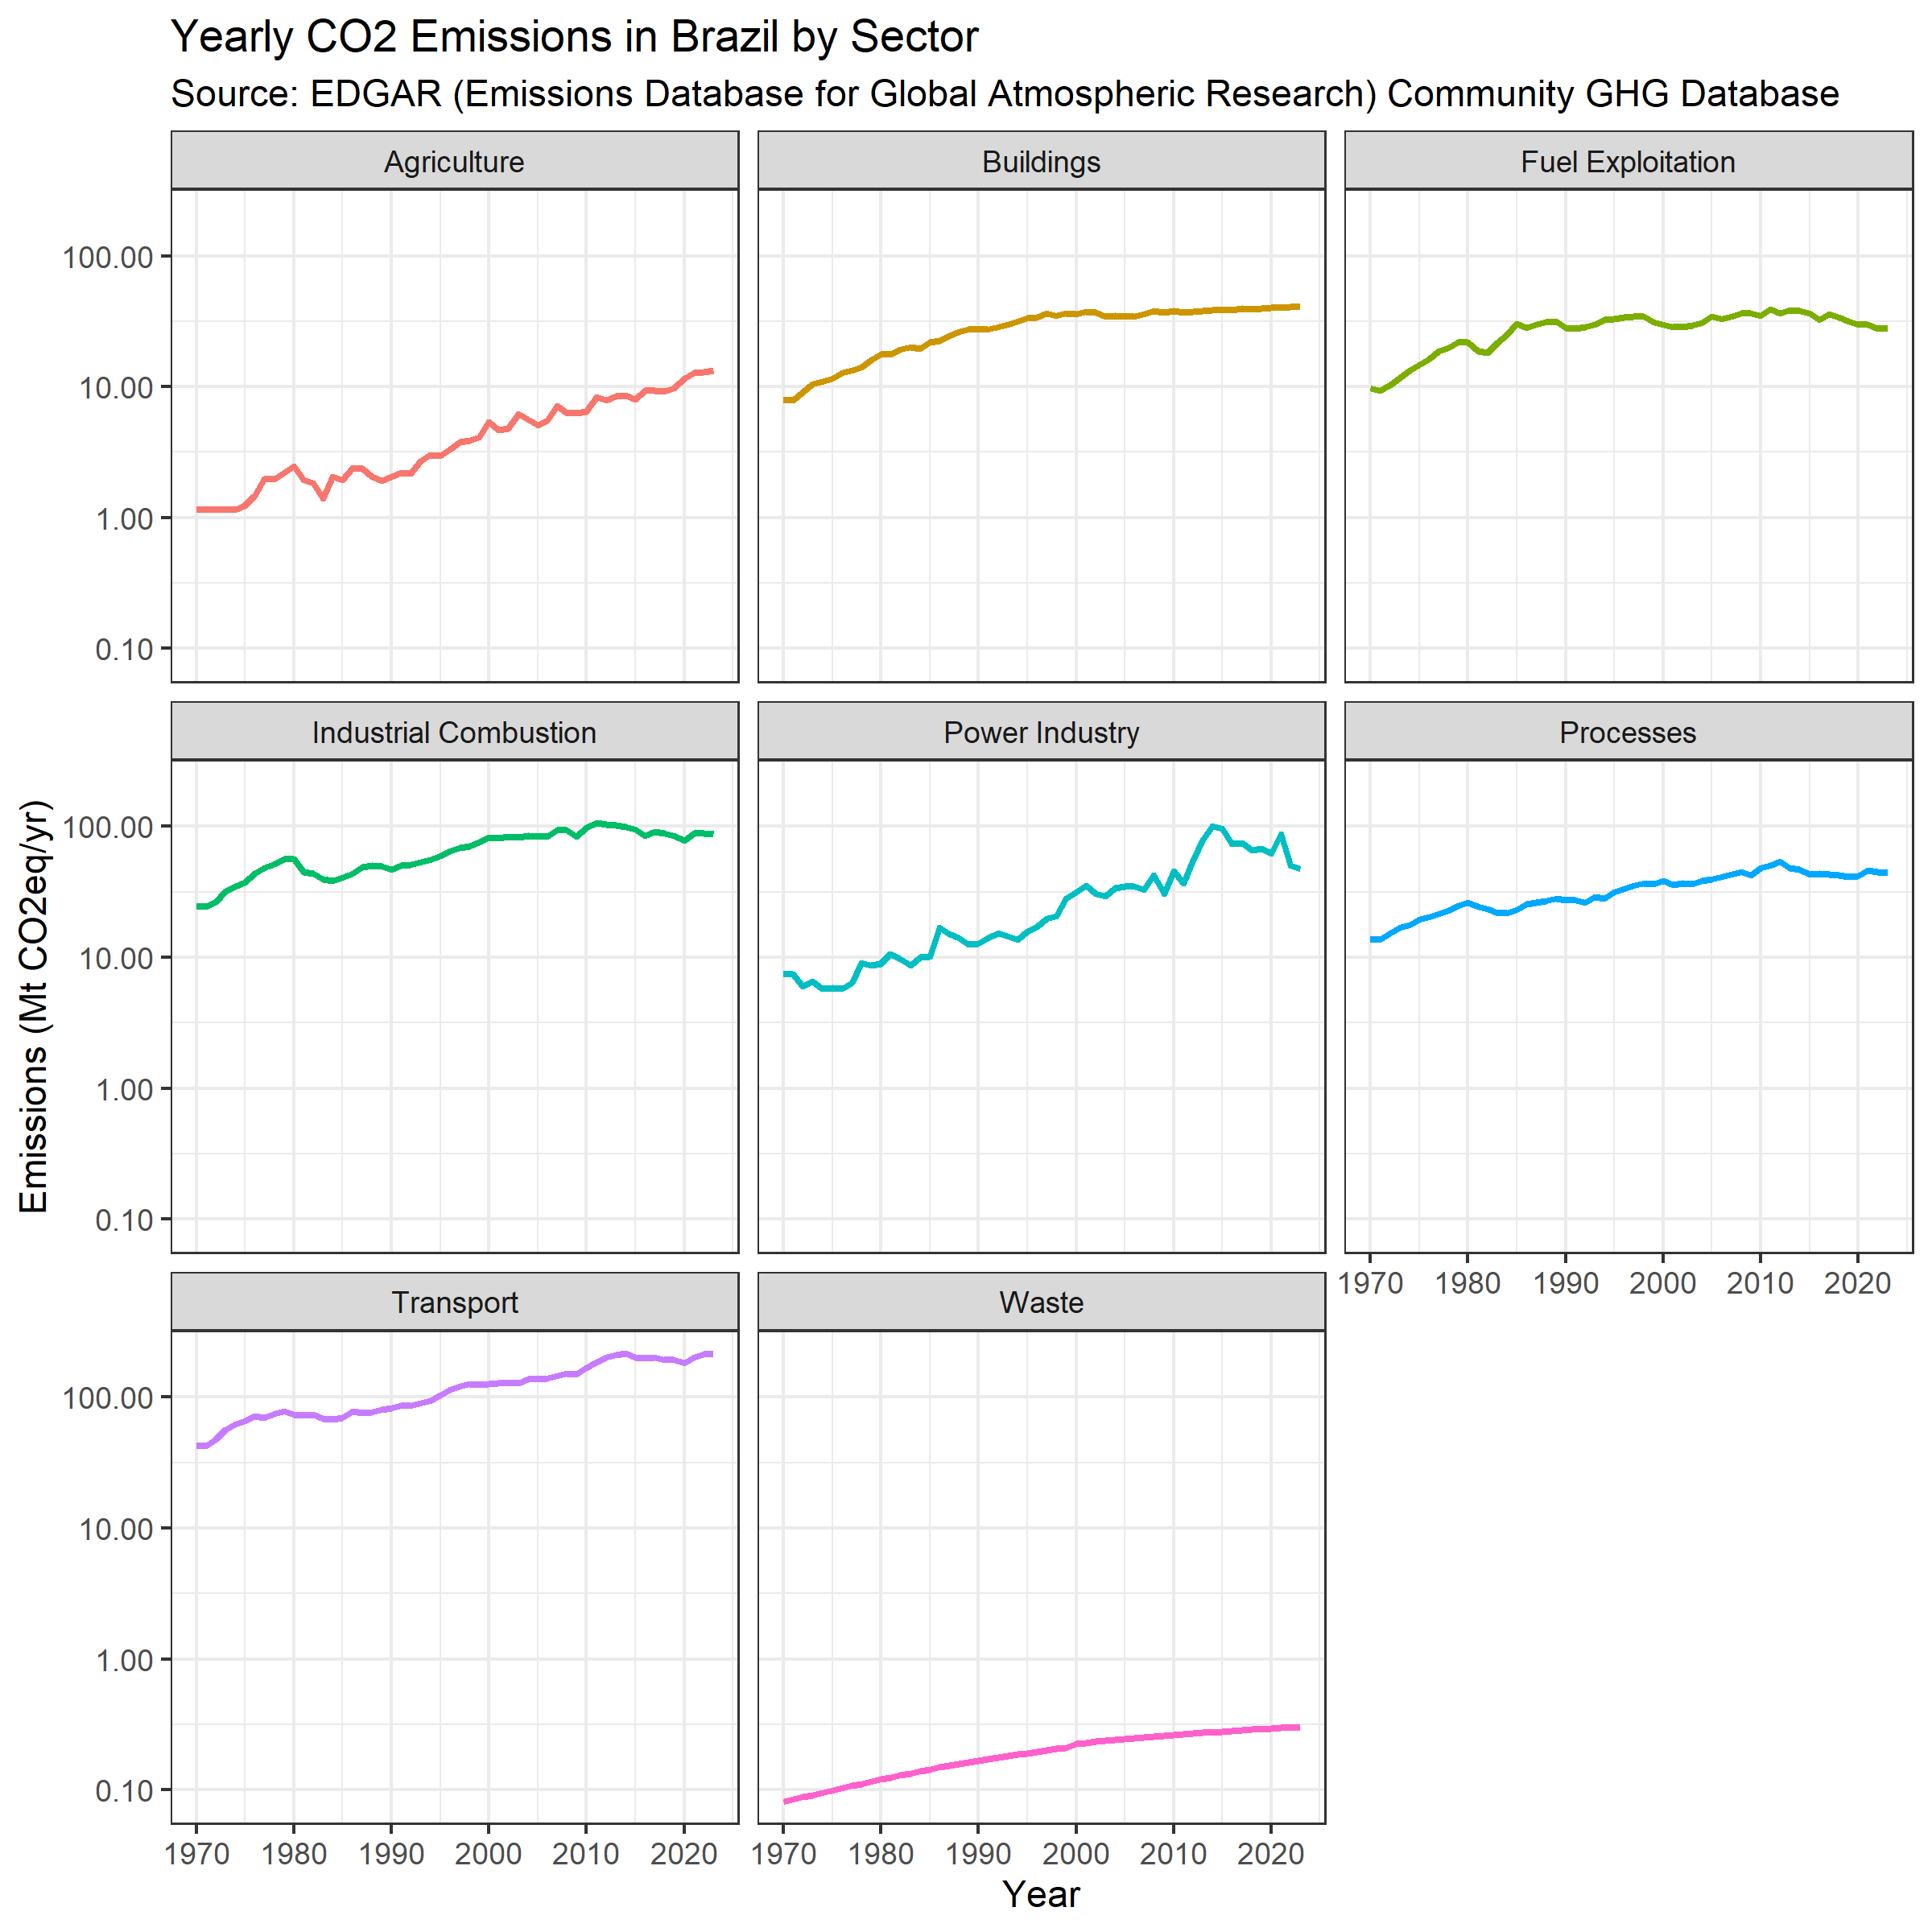 Yearly CO2 Emissions in Brazil by Sector
Source: EDGAR (Emissions Database for Global Atmospheric Research) Community GHG Database
Agriculture
Buildings
Fuel Exploitation
100.00
10.00
1.00
0.10
Industrial Combustion
Power Industry
Processes
Emissions (Mt CO2eq/yr)
100.00
10.00
1.00
0.10
1970 1980 1990 2000 2010 2020
Transport
Waste
100.00
10.00
1.00
0.10
1970 1980 1990 2000 2010 2020
1970 1980 1990 2000 2010 2020
Year